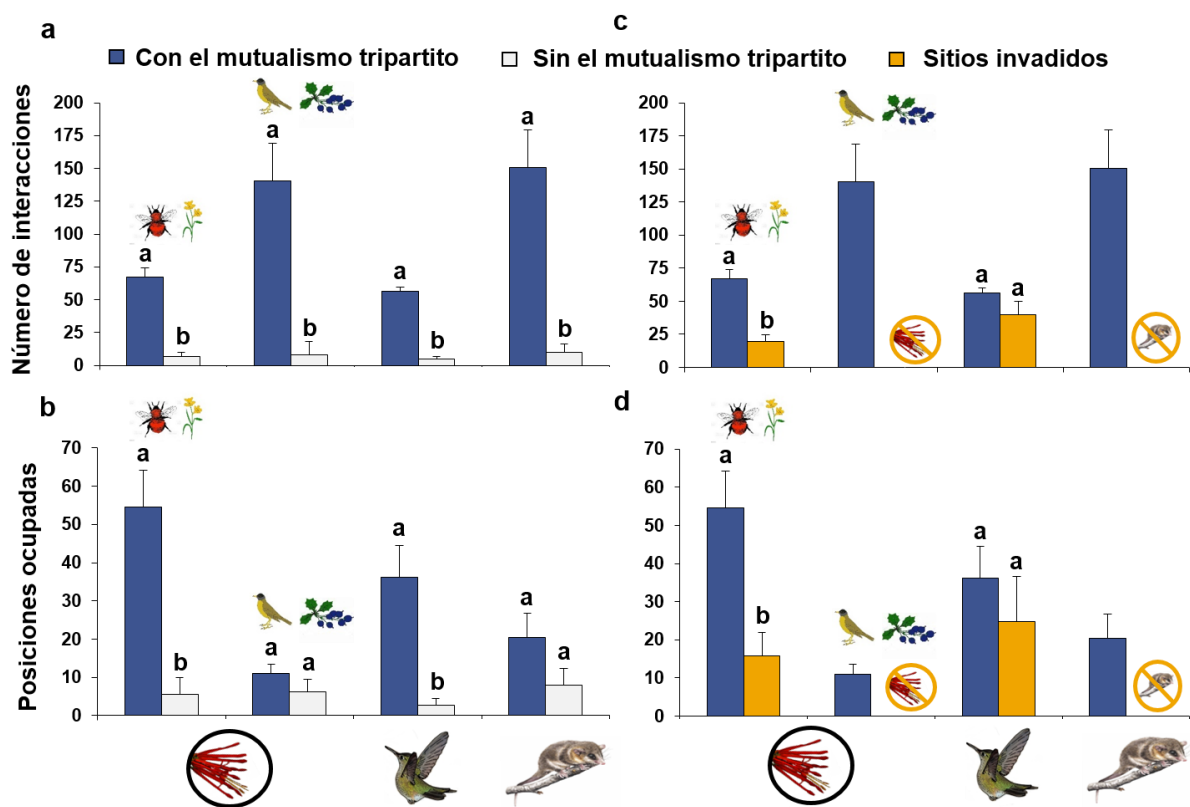 a
c
Con el mutualismo tripartito
Sin el mutualismo tripartito
Sitios invadidos
Número de interacciones
200
175
150
125
100
75
50
25
0
a
b
a
b
a
b
a
b
200
175
150
125
100
75
50
25
0
a
b
a
a
b
Posiciones ocupadas
70
60
50
40
30
20
10
0
a
b
a
a
a
b
a
a
d
70
60
50
40
30
20
10
0
a
b
a
a